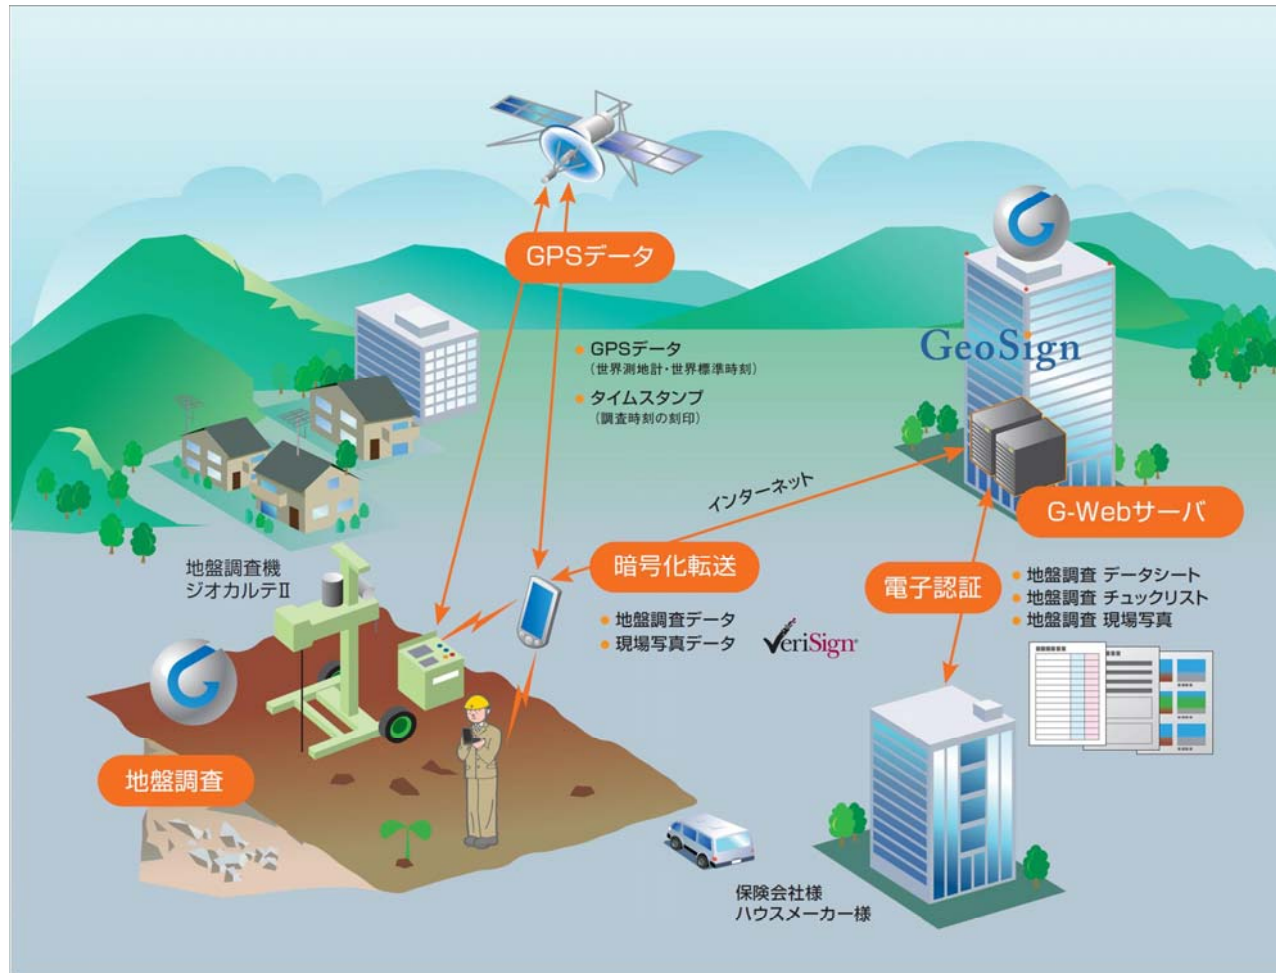 GPSデータ
GeoSign
GPSデータ
（世界測地計・世界標準時刻）
タイムスタンプ
（調査時刻の刻印）
インターネット
G-Webサーバ
地盤調査機
ジオカルテⅡ
暗号化転送
地盤調査データ
現場写真データ
VeriSign
電子認証
地盤調査 データシート
地盤調査 チュックリスト
地盤調査 現場写真
地盤調査
保険会社様
ハウスメーカー様